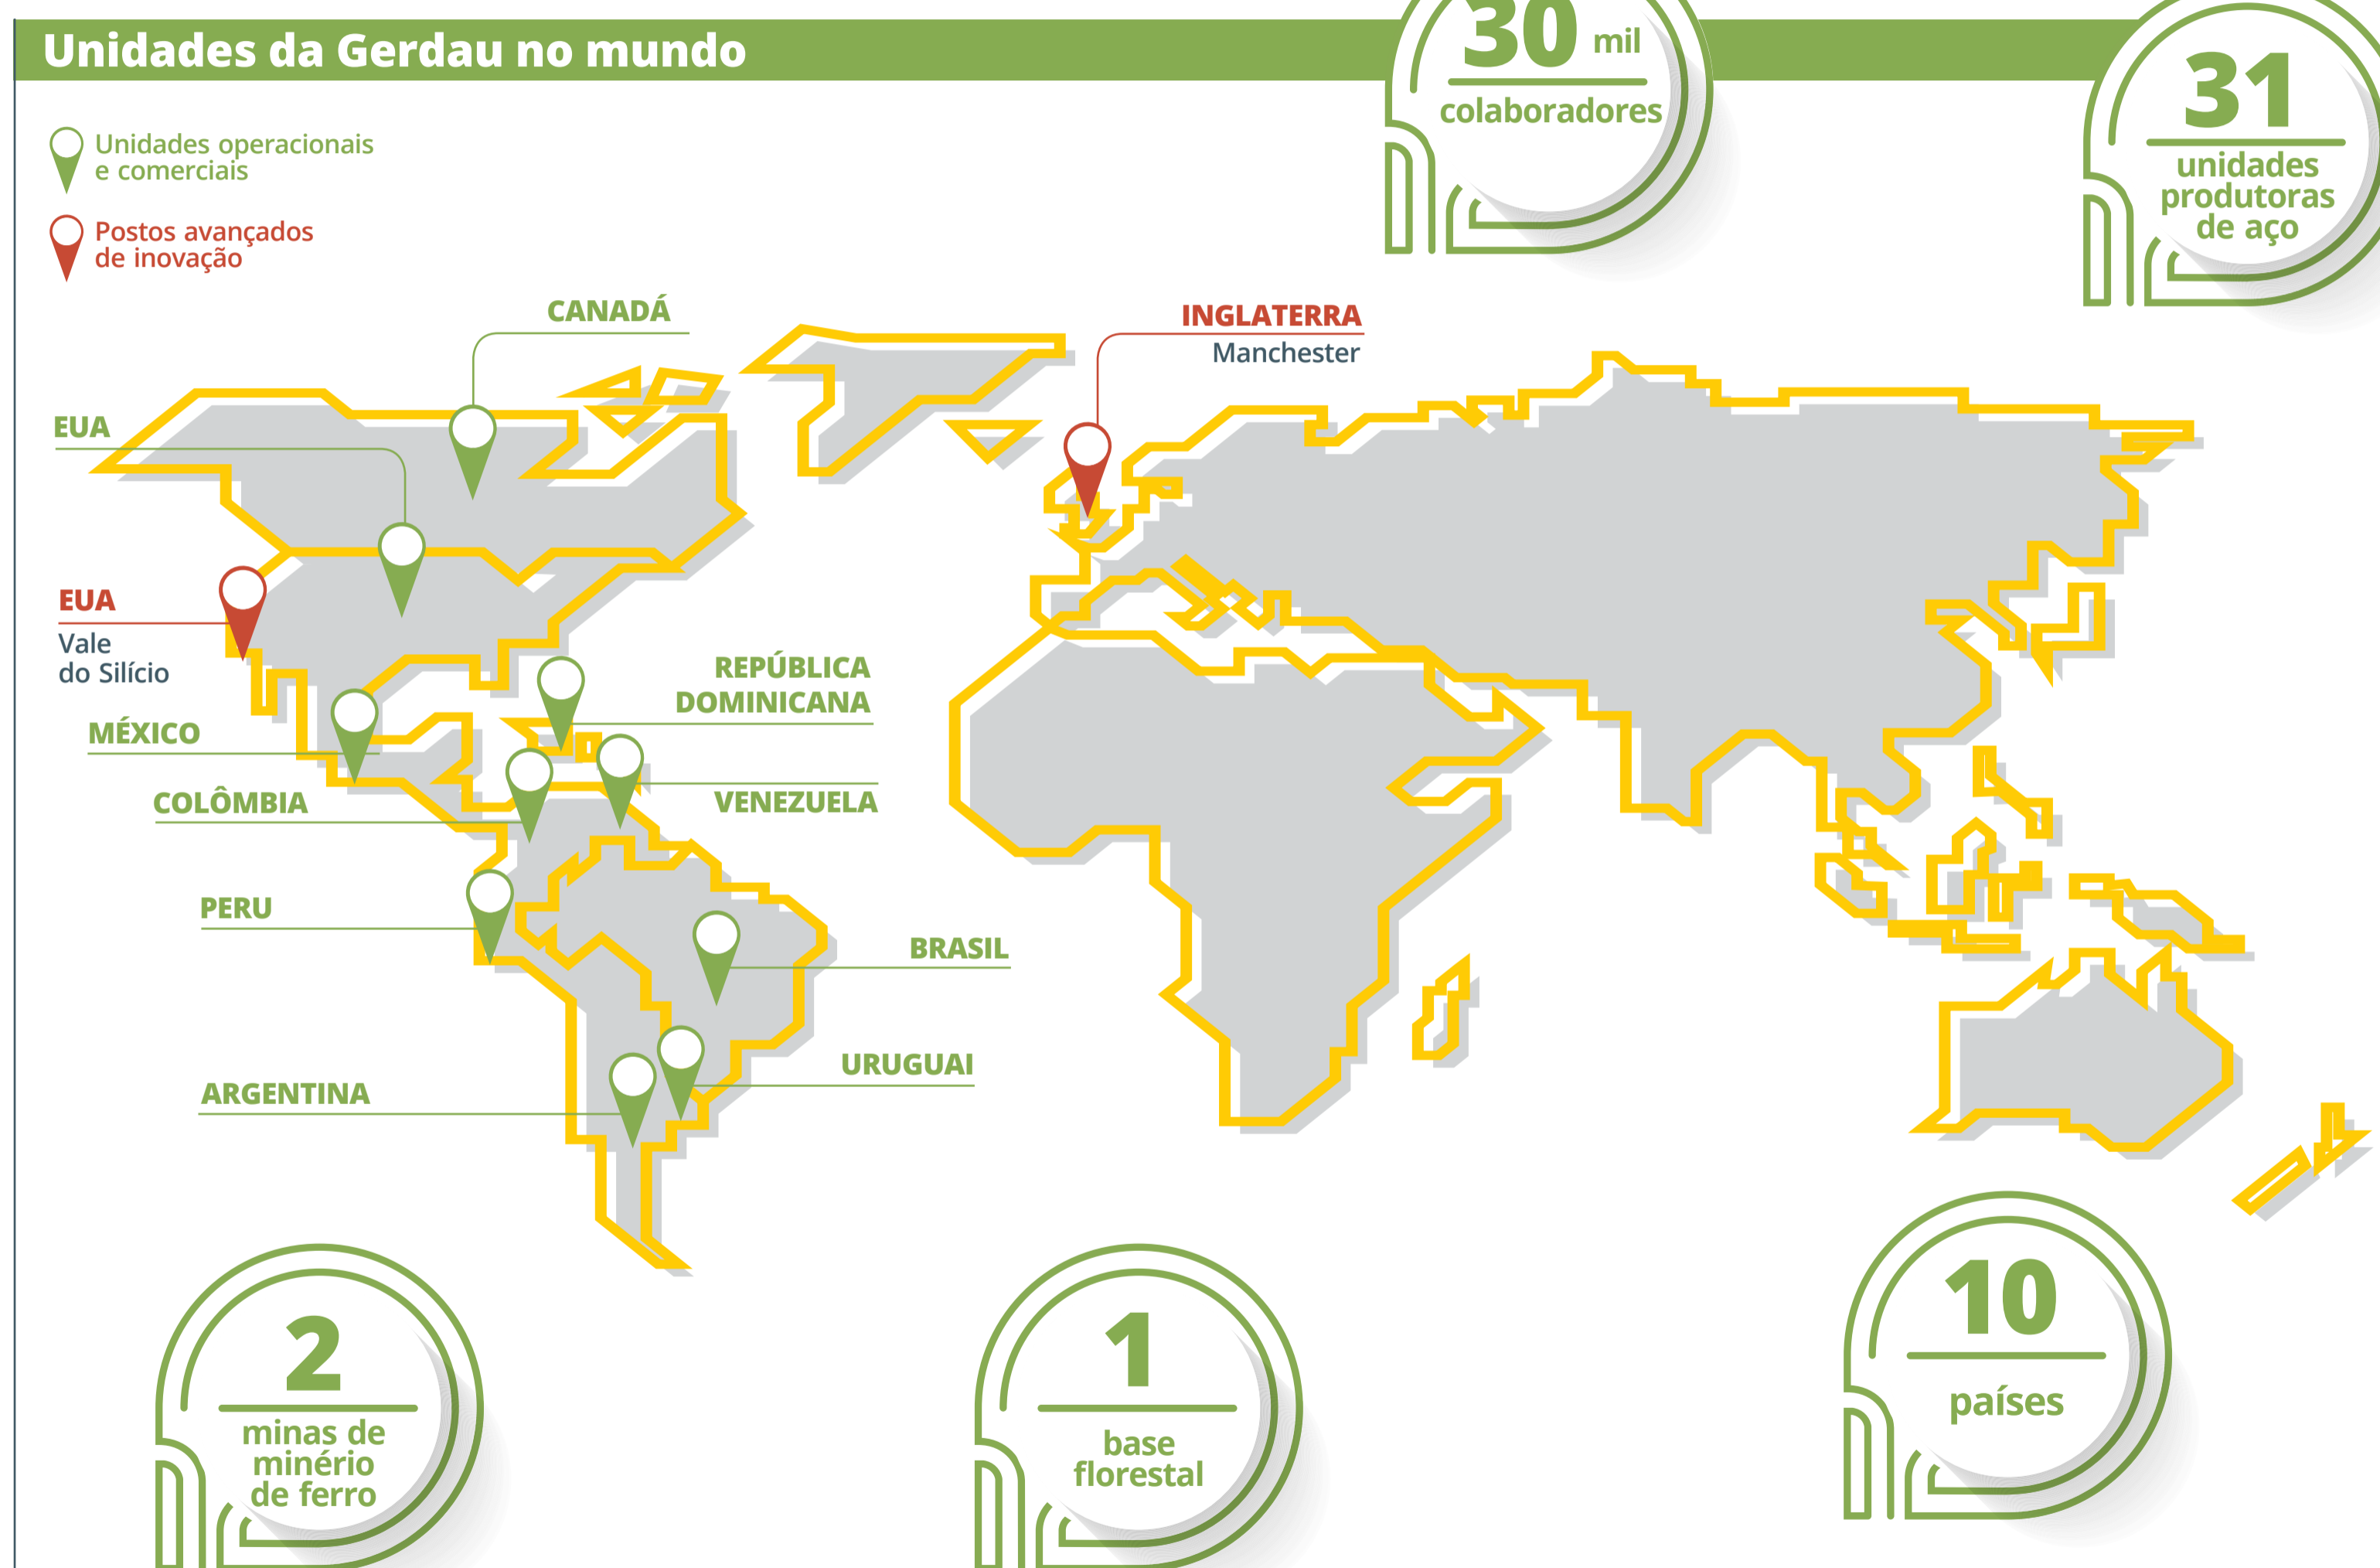 Unidades da Gerdau no mundo
30 mil
colaboradores
31
unidades
produtoras
de aço
Unidades operacionais
e comerciais
Postos avançados
de inovação
CANADÁ
INGLATERRA
Manchester
EUA
EUA
Vale
do Silício
REPÚBLICA
DOMINICANA
MÉXICO
COLÔMBIA
VENEZUELA
PERU
BRASIL
URUGUAI
ARGENTINA
2
minas de
minério
de ferro
1
base
florestal
10
países